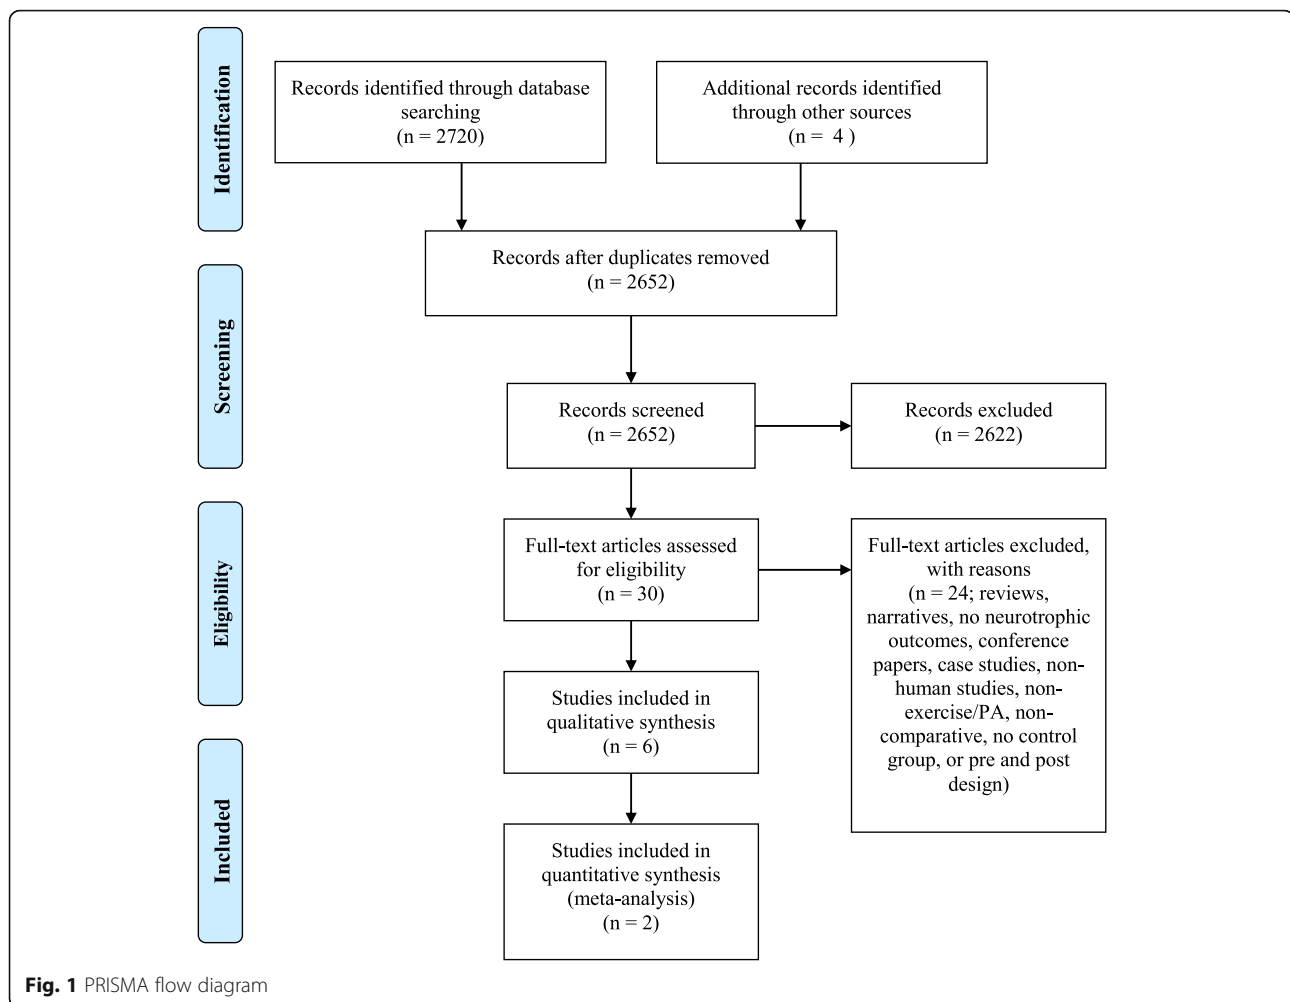 Identification
Records identified through database
searching
(n = 2720)
Additional records identified
through other sources
(n = 4 )
Records after duplicates removed
(n = 2652)
Screening
Records screened
(n = 2652)
Records excluded
(n = 2622)
Eligibility
Full-text articles assessed
for eligibility
(n = 30)
Full-text articles excluded,
with reasons
(n = 24; reviews,
narratives, no neurotrophic
outcomes, conference
papers, case studies, non-
human studies, non-
exercise/PA, non-
comparative, no control
group, or pre and post
design)
Studies included in
qualitative synthesis
(n = 6)
Included
Studies included in
quantitative synthesis
(meta-analysis)
(n = 2)
Fig. 1 PRISMA flow diagram